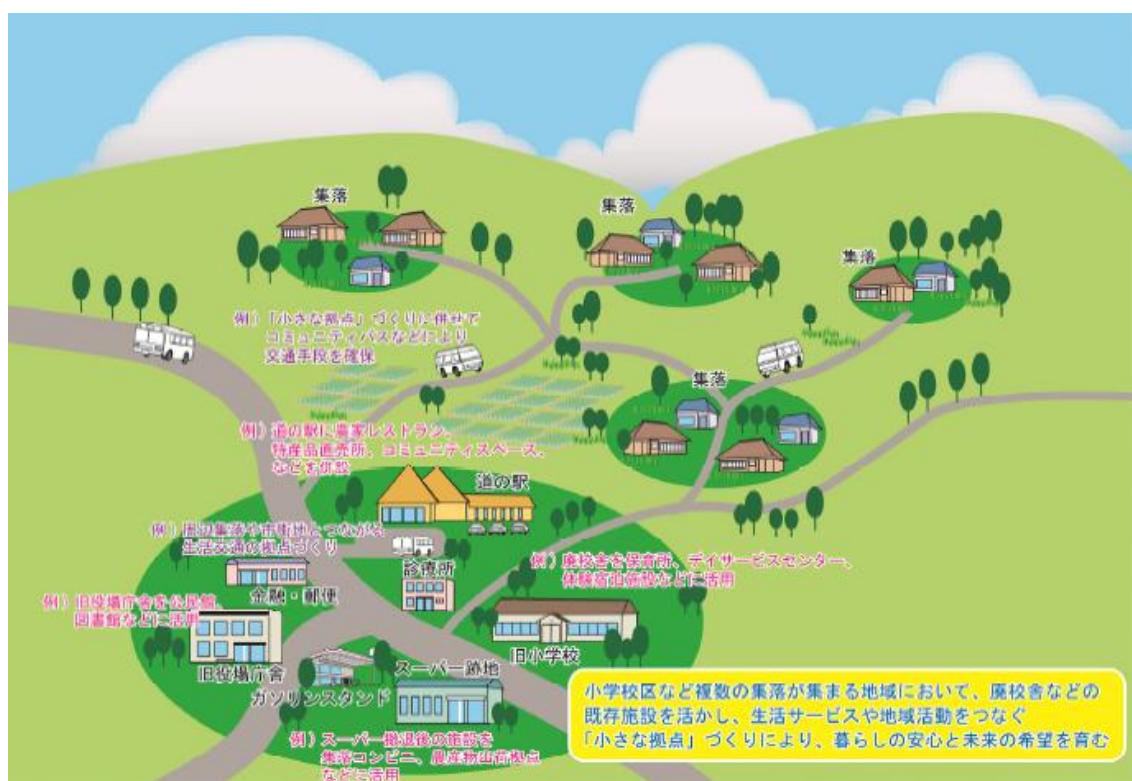 集落
集落
集落
例）「小さな拠点」づくりに併せて
コミュニティバスなどにより
交通手段を確保
集落
例）道の駅に農家レストラン、
特産品直売所、コミュニティスペース、
などを併設
道の駅
例）周辺集落や市街地とつながる
生活交通の拠点づくり
診療所
例）廃校舎を保育所、デイサービスセンター、
体験宿泊施設などに活用
金融・郵便
例）旧役場庁舎を公民館、
図書館などに活用
旧小学校
旧役場庁舎
スーパー跡地
ガソリンスタンド
小学校区など複数の集落が集まる地域において、廃校舎などの
既存施設を活かし、生活サービスや地域活動をつなぐ
「小さな拠点」づくりにより、暮らしの安心と未来の希望を育む
例）スーパー撤退後の施設を
集落コンビニ、農産物出荷拠点
などに活用